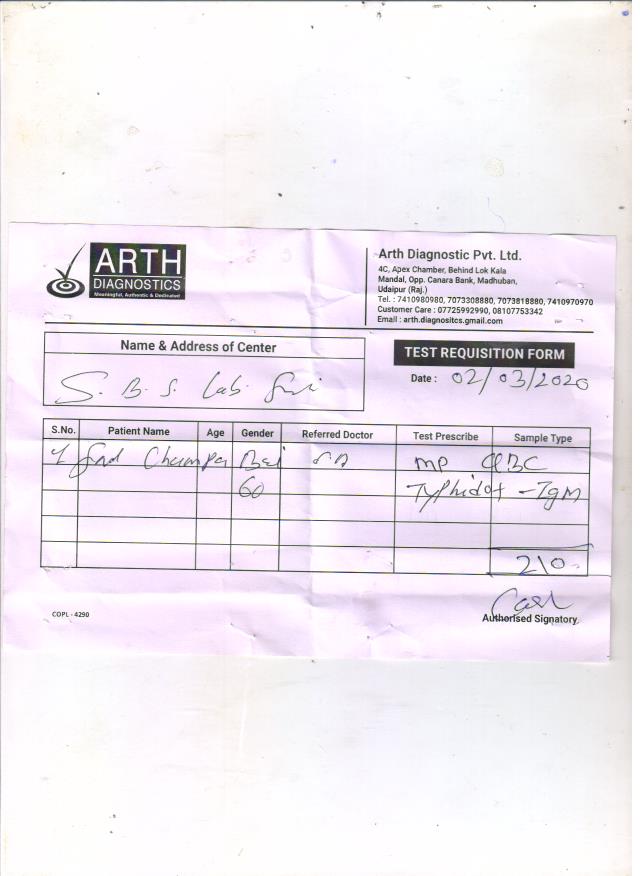 ARTH
DIAGNOSTICS
Meaningful, Authentic & Dedicated
Arth Diagnostic Pvt. Ltd.
4C, Apex Chamber, Behind Lok Kala
Mandal, Opp. Canara Bank, Madhuban,
Udaipur (Raj.)
Tel. : 7410980980, 7073308880, 7073818880, 7410970970
Customer Care : 07725992990, 08107753342
Email : arth.diagnositcs.gmail.com
Name & Address of Center
S. B. S. Lab
TEST REQUISITION FORM
Date : 02/03/2020
S.No. Patient Name Age Gender Referred Doctor Test Prescribe Sample Type
1 Champa Bai MP QBC
60 Typhidot - IgM
210
COPL - 4290
Authorised Signatory